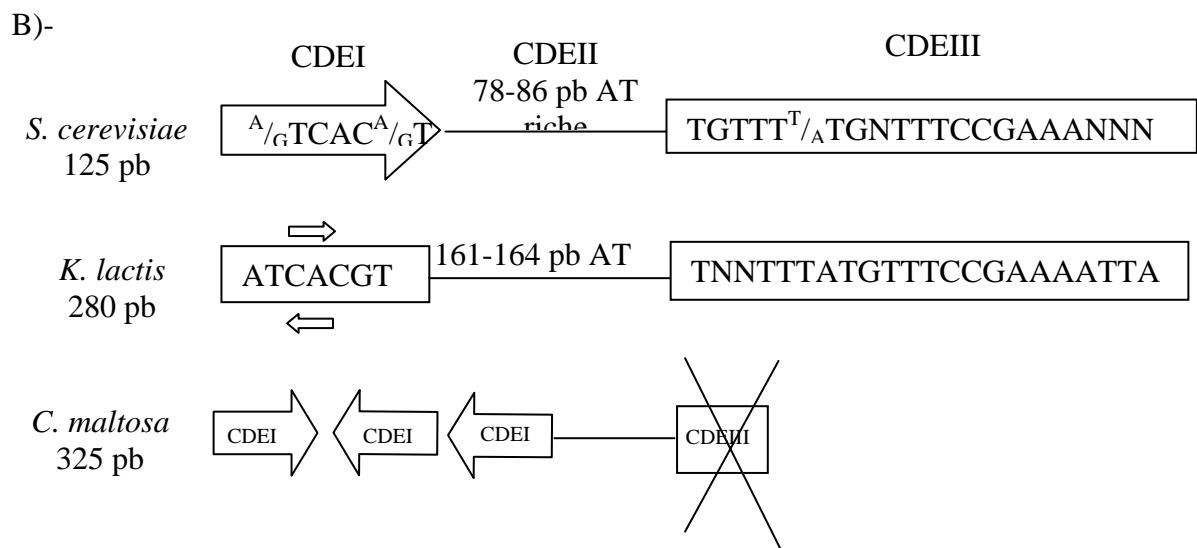 B)-
CDEI CDEII CDEIII
78-86 pb AT
riche
S. cerevisiae
125 pb
A/GTCACA/GT
TGTTTT/ATGNTTTCCGAAANNN
K. lactis
280 pb
ATCACGT
161-164 pb AT
TNNTTTATGTTTCCGAAAATTA
C. maltosa
325 pb
CDEI CDEI CDEI CDEIII